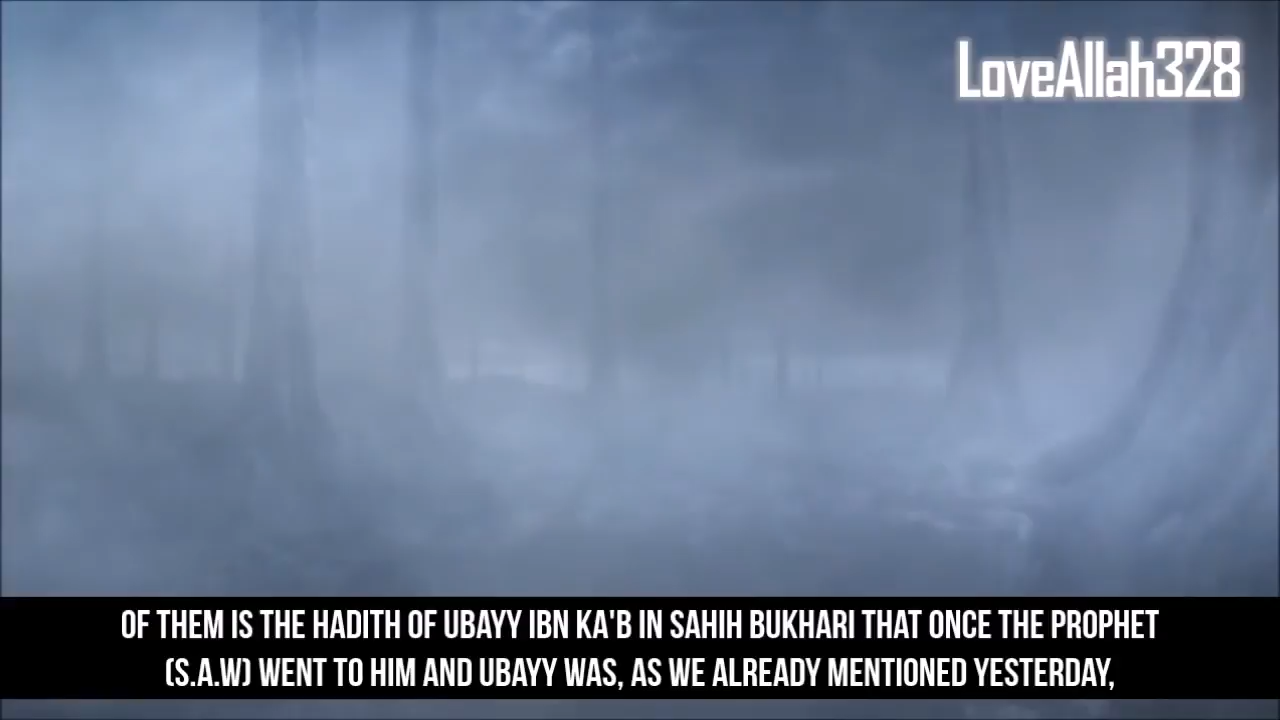 LoveAllah328
OF THEM IS THE HADITH OF UBAYY IBN KA'B IN SAHIH BUKHARI THAT ONCE THE PROPHET
(S.A.W) WENT TO HIM AND UBAYY WAS, AS WE ALREADY MENTIONED YESTERDAY,